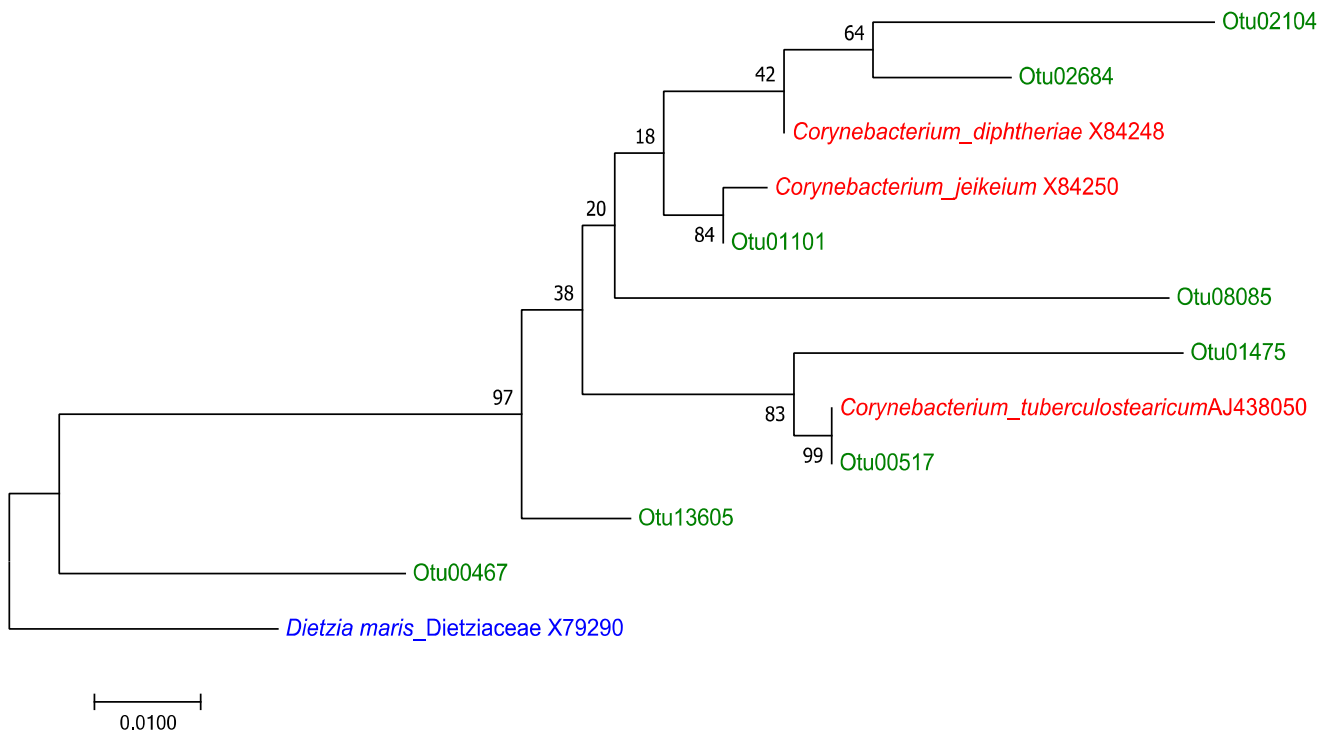 Otu02104
64
Otu02684
42
Corynebacterium_diphtheriae X84248
18
Corynebacterium_jeikeium X84250
84
Otu01101
20
Otu08085
38
Otu01475
97
83
Corynebacterium_tuberculostearicumAJ438050
99
Otu00517
Otu13605
Otu00467
Dietzia maris_Dietziaceae X79290
0.0100